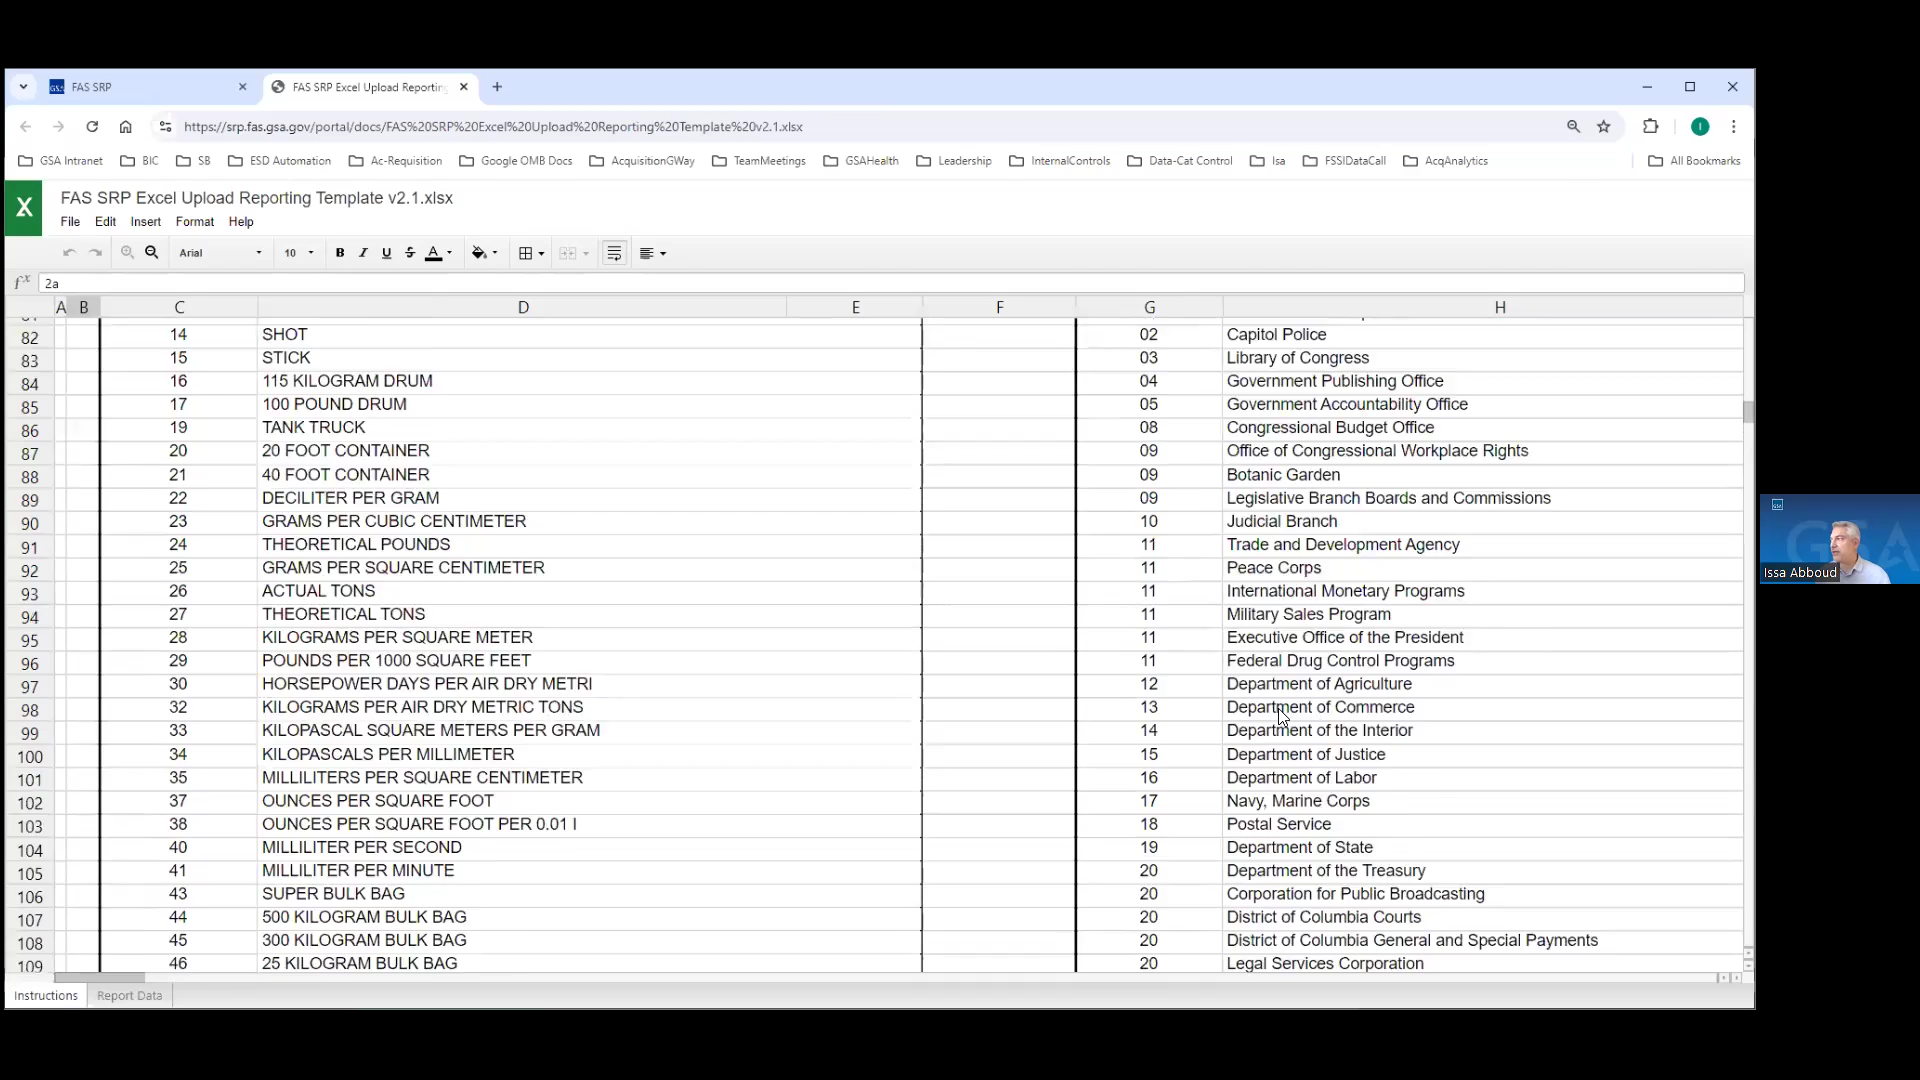 FAS SRP
FAS SRP Excel Upload Reporting
https://srp.fas.gsa.gov/portal/docs/FAS%20SRP%20Excel%20Upload%20Reporting%20Template%20v2.1.xlsx
GSA Intranet BIC SB ESD Automation Ac-Requisition Google OMB Docs AcquisitionGWay TeamMeetings GSAHealth Leadership InternalControls Data-Cat Control Isa FSSIDataCall AcqAnalytics All Bookmarks
FAS SRP Excel Upload Reporting Template v2.1.xlsx
File Edit Insert Format Help
Arial 10 B I U S A
fx 2a
A B C D E F G H
82 14 SHOT 02 Capitol Police
83 15 STICK 03 Library of Congress
84 16 115 KILOGRAM DRUM 04 Government Publishing Office
85 17 100 POUND DRUM 05 Government Accountability Office
86 19 TANK TRUCK 08 Congressional Budget Office
87 20 20 FOOT CONTAINER 09 Office of Congressional Workplace Rights
88 21 40 FOOT CONTAINER 09 Botanic Garden
89 22 DECILITER PER GRAM 09 Legislative Branch Boards and Commissions
90 23 GRAMS PER CUBIC CENTIMETER 10 Judicial Branch
91 24 THEORETICAL POUNDS 11 Trade and Development Agency
92 25 GRAMS PER SQUARE CENTIMETER 11 Peace Corps
93 26 ACTUAL TONS 11 International Monetary Programs
94 27 THEORETICAL TONS 11 Military Sales Program
95 28 KILOGRAMS PER SQUARE METER 11 Executive Office of the President
96 29 POUNDS PER 1000 SQUARE FEET 11 Federal Drug Control Programs
97 30 HORSEPOWER DAYS PER AIR DRY METRI 12 Department of Agriculture
98 32 KILOGRAMS PER AIR DRY METRIC TONS 13 Department of Commerce
99 33 KILOPASCAL SQUARE METERS PER GRAM 14 Department of the Interior
100 34 KILOPASCALS PER MILLIMETER 15 Department of Justice
101 35 MILLILITERS PER SQUARE CENTIMETER 16 Department of Labor
102 37 OUNCES PER SQUARE FOOT 17 Navy, Marine Corps
103 38 OUNCES PER SQUARE FOOT PER 0.01 I 18 Postal Service
104 40 MILLILITER PER SECOND 19 Department of State
105 41 MILLILITER PER MINUTE 20 Department of the Treasury
106 43 SUPER BULK BAG 20 Corporation for Public Broadcasting
107 44 500 KILOGRAM BULK BAG 20 District of Columbia Courts
108 45 300 KILOGRAM BULK BAG 20 District of Columbia General and Special Payments
109 46 25 KILOGRAM BULK BAG 20 Legal Services Corporation
Instructions Report Data
GSA
Issa Abboud